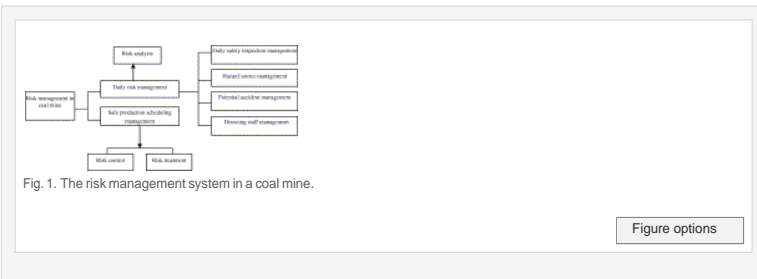 Risk analysis
Daily safety inspection management
Hazard source management
Daily risk management
Risk management in
coal mine
Potential accident management
Safe production scheduling
management
Directing staff management
Risk control
Risk treatment
Fig. 1. The risk management system in a coal mine.
Figure options